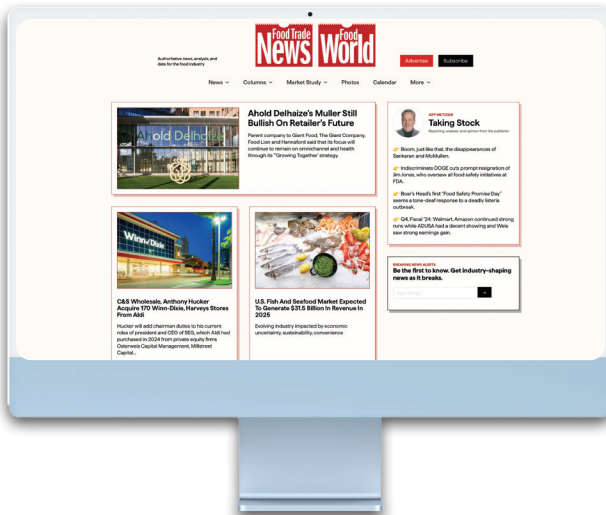 Food Trade
News
Food
World
Authoritative news, analysis, and
data for the food industry
Advertise
Subscribe
News
Columns
Market Study
Photos
Calendar
More
Ahold Delhaize
Ahold Delhaize's Muller Still
Bullish On Retailer's Future
Parent company to Giant Food, The Giant Company,
Food Lion and Hannaford said that its focus will
continue to remain on omnichannel and health
through its "Growing Together' strategy.
JEFF METZGER
Taking Stock
Reporting, analysis, and opinion from the publisher
👉 Boom, just like that, the disappearances of
Sankaran and McMullen.
👉 Indiscriminate DOGE cuts prompt resignation of
Jim Jones, who oversaw all food safety initiatives at
FDA.
👉 Boar's Head's first "Food Safety Promise Day"
seems a tone-deaf response to a deadly listeria
outbreak.
👉 Q4, Fiscal '24: Walmart, Amazon continued strong
runs while ADUSA had a decent showing and Weis
saw strong earnings gain.
Winn Dixie
C&S Wholesale, Anthony Hucker
Acquire 170 Winn-Dixie, Harveys Stores
From Aldi
Hucker will add chairman duties to his current
roles of president and CEO of SEG, which Aldi had
purchased in 2024 from private equity firms
Osterweis Capital Management, Millstreet
Capital...
U.S. Fish And Seafood Market Expected
To Generate $31.5 Billion In Revenue In
2025
Evolving industry impacted by economic
uncertainty, sustainability, convenience
BREAKING NEWS ALERTS
Be the first to know. Get industry-shaping
news as it breaks.